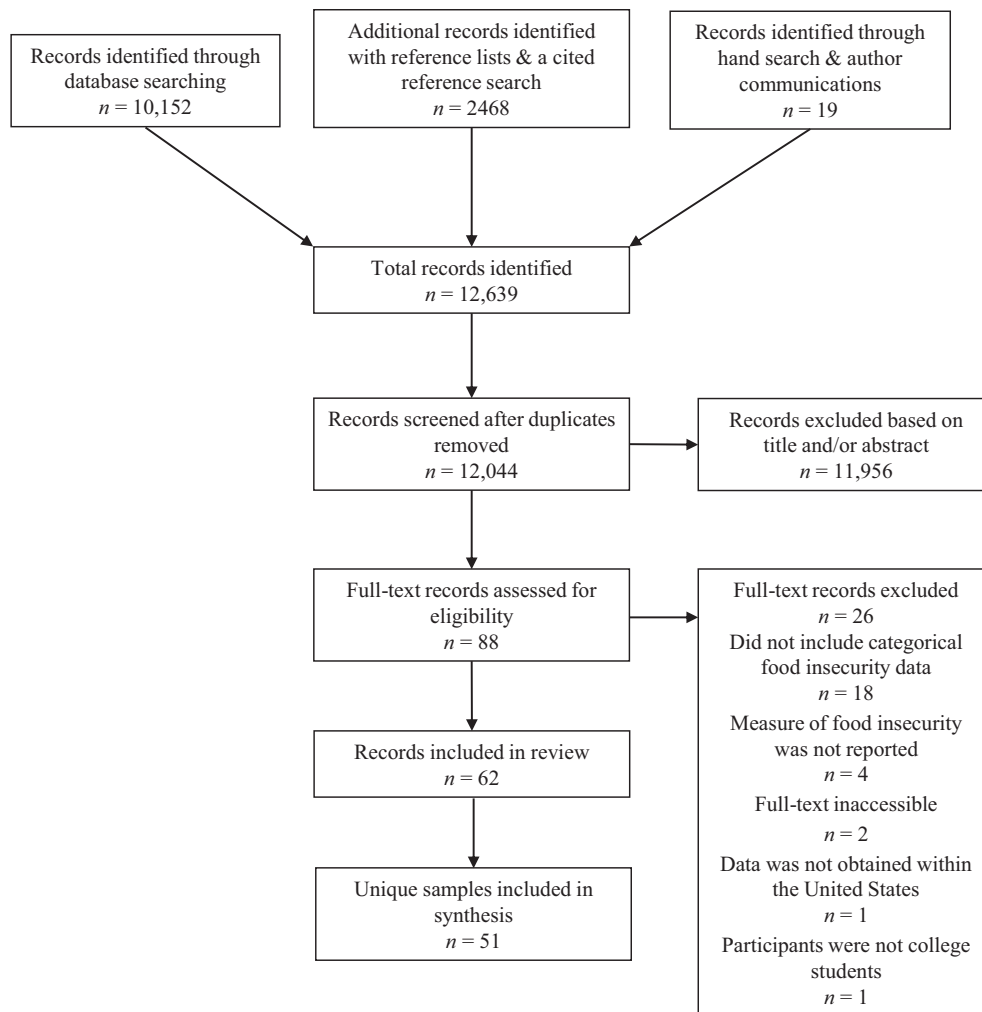 Records identified through
database searching
n = 10,152
Additional records identified
with reference lists & a cited
reference search
n = 2468
Records identified through
hand search & author
communications
n = 19
Total records identified
n = 12,639
Records screened after duplicates
removed
n = 12,044
Records excluded based on
title and/or abstract
n = 11,956
Full-text records assessed for
eligibility
n = 88
Full-text records excluded
n = 26
Did not include categorical
food insecurity data
n = 18
Measure of food insecurity
was not reported
n = 4
Full-text inaccessible
n = 2
Data was not obtained within
the United States
n = 1
Participants were not college
students
n = 1
Records included in review
n = 62
Unique samples included in
synthesis
n = 51